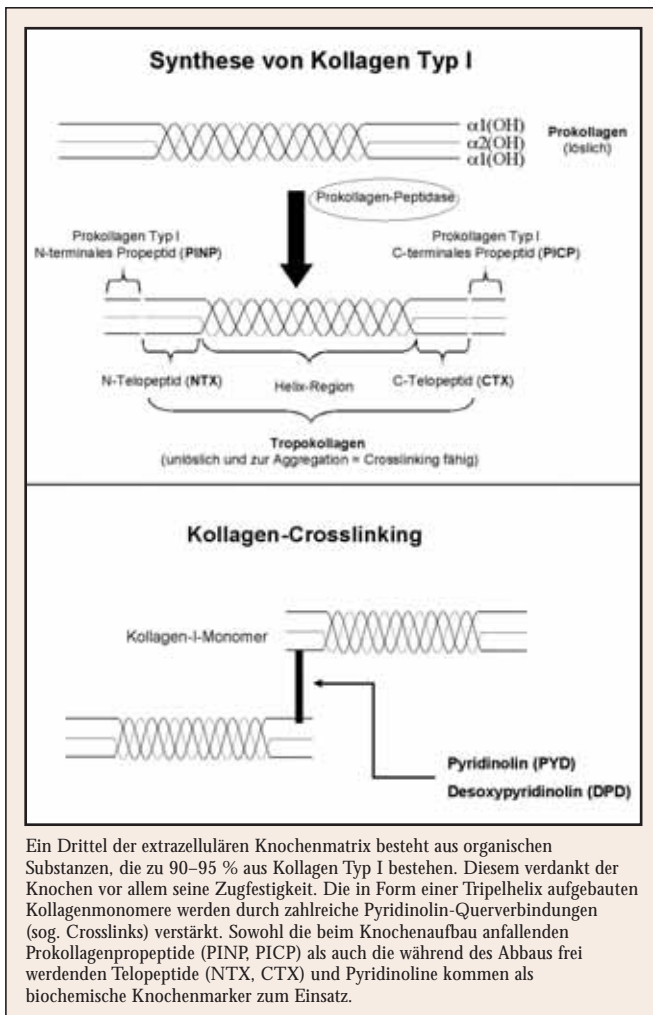 Synthese von Kollagen Typ I
α1(OH)
α2(OH)
α1(OH)
Prokollagen
(löslich)
Prokollagen-Peptidase
Prokollagen Typ I
N-terminales Propeptid (PINP)
Prokollagen Typ I
C-terminales Propeptid (PICP)
N-Telopeptid (NTX)
Helix-Region
C-Telopeptid (CTX)
Tropokollagen
(unlöslich und zur Aggregation = Crosslinking fähig)
Kollagen-Crosslinking
Kollagen-I-Monomer
Pyridinolin (PYD)
Desoxypyridinolin (DPD)
Ein Drittel der extrazellulären Knochenmatrix besteht aus organischen
Substanzen, die zu 90–95 % aus Kollagen Typ I bestehen. Diesem verdankt der
Knochen vor allem seine Zugfestigkeit. Die in Form einer Tripelhelix aufgebauten
Kollagenmonomere werden durch zahlreiche Pyridinolin-Querverbindungen
(sog. Crosslinks) verstärkt. Sowohl die beim Knochenaufbau anfallenden
Prokollagenpropeptide (PINP, PICP) als auch die während des Abbaus frei
werdenden Telopeptide (NTX, CTX) und Pyridinoline kommen als
biochemische Knochenmarker zum Einsatz.